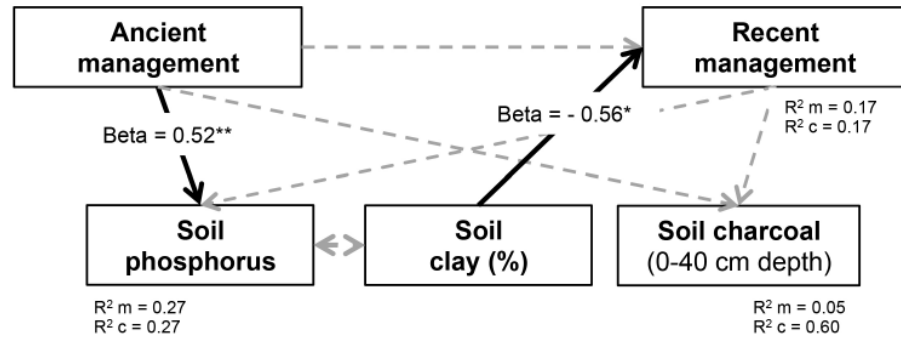 Ancient
management
Recent
management
R² m = 0.17
R² c = 0.17
Beta = 0.52**
Beta = - 0.56*
Soil
phosphorus
Soil
clay (%)
Soil charcoal
(0-40 cm depth)
R² m = 0.27
R² c = 0.27
R² m = 0.05
R² c = 0.60